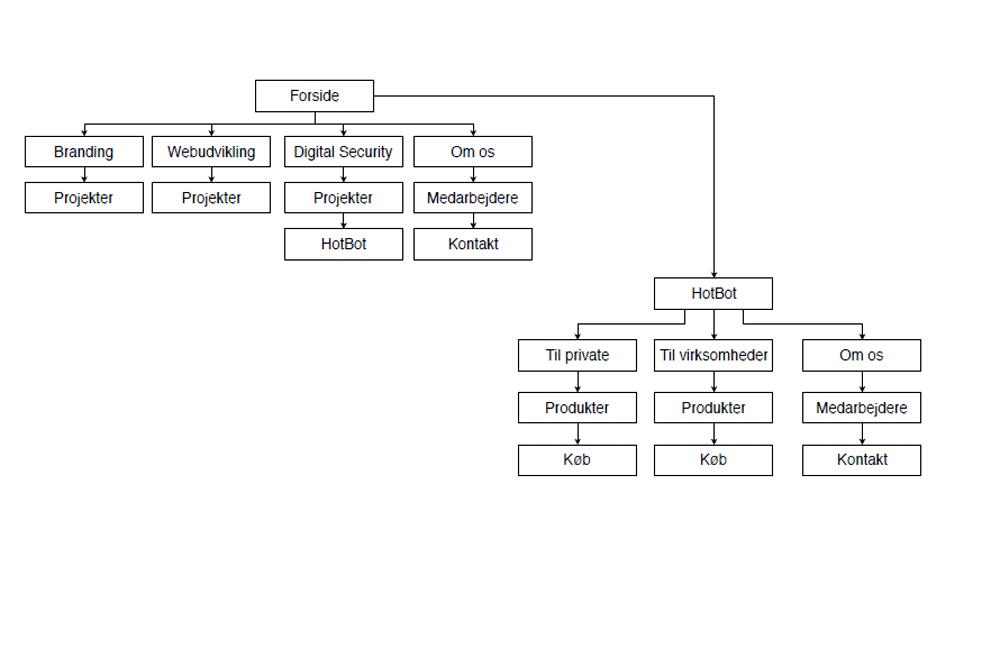 Forside
Branding
Webudvikling
Digital Security
Om os
Projekter
Projekter
Projekter
Medarbejdere
HotBot
Kontakt
HotBot
Til private
Til virksomheder
Om os
Produkter
Produkter
Medarbejdere
Køb
Køb
Kontakt